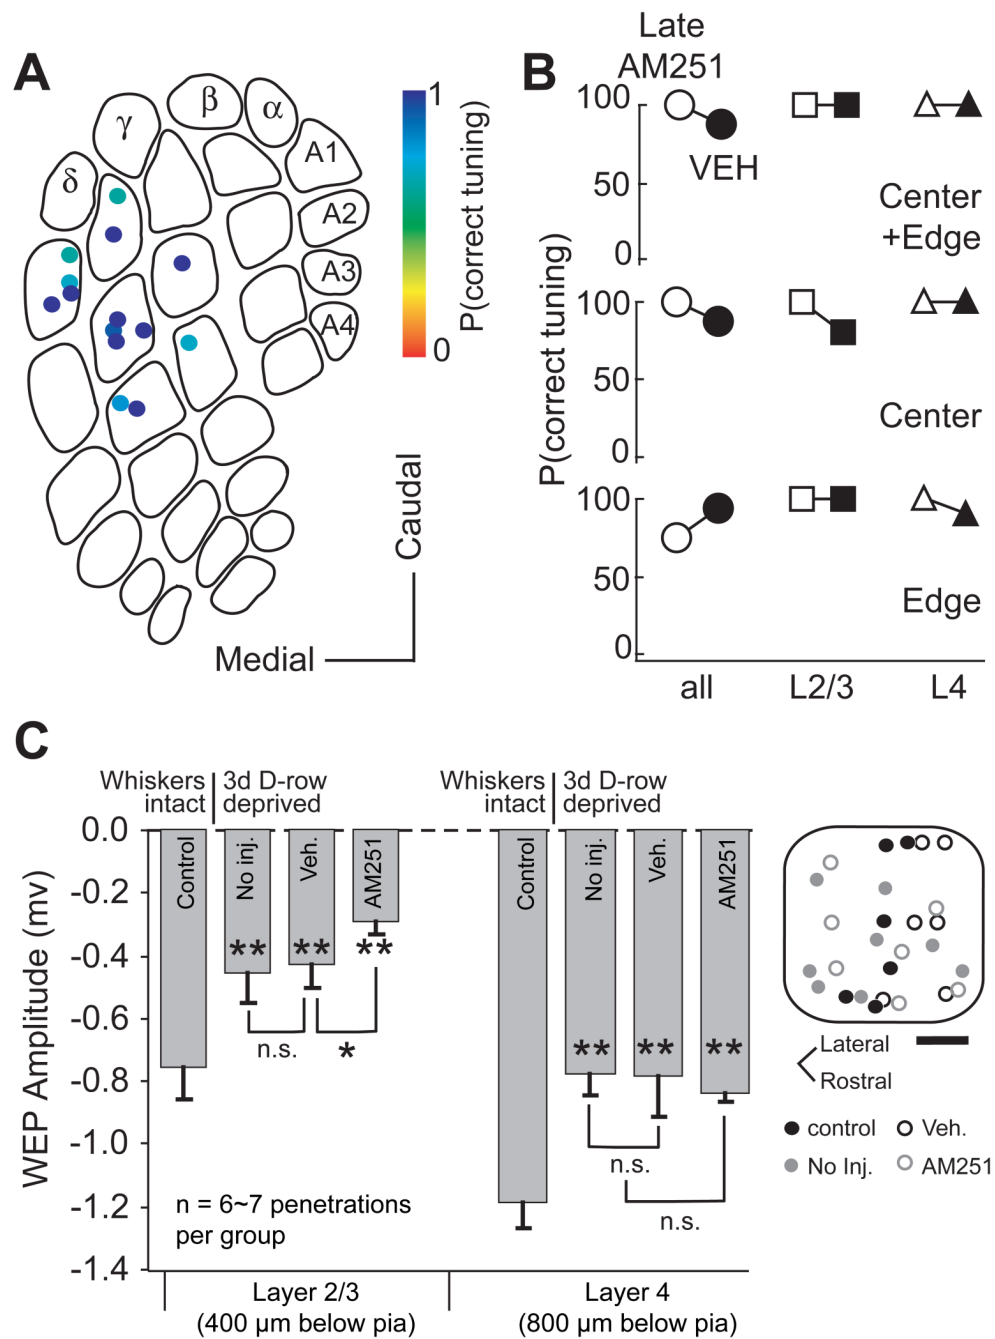 A
δ
γ
β
α
A1
A2
A3
A4
1
0
P(correct tuning)
Caudal
Medial
B
Late
AM251
VEH
P(correct tuning)
100
50
0
Center
+Edge
100
50
0
Center
100
50
0
Edge
all
L2/3
L4
C
Whiskers
intact
3d D-row
deprived
Whiskers
intact
3d D-row
deprived
WEP Amplitude (mv)
0.0
-0.2
-0.4
-0.6
-0.8
-1.0
-1.2
-1.4
Control
No inj.
Veh.
AM251
**
**
**
n.s.
*
Control
No inj.
Veh.
AM251
**
**
**
n.s.
n.s.
n = 6~7 penetrations
per group
Layer 2/3
(400 µm below pia)
Layer 4
(800 µm below pia)
Lateral
Rostral
control
Veh.
No Inj.
AM251